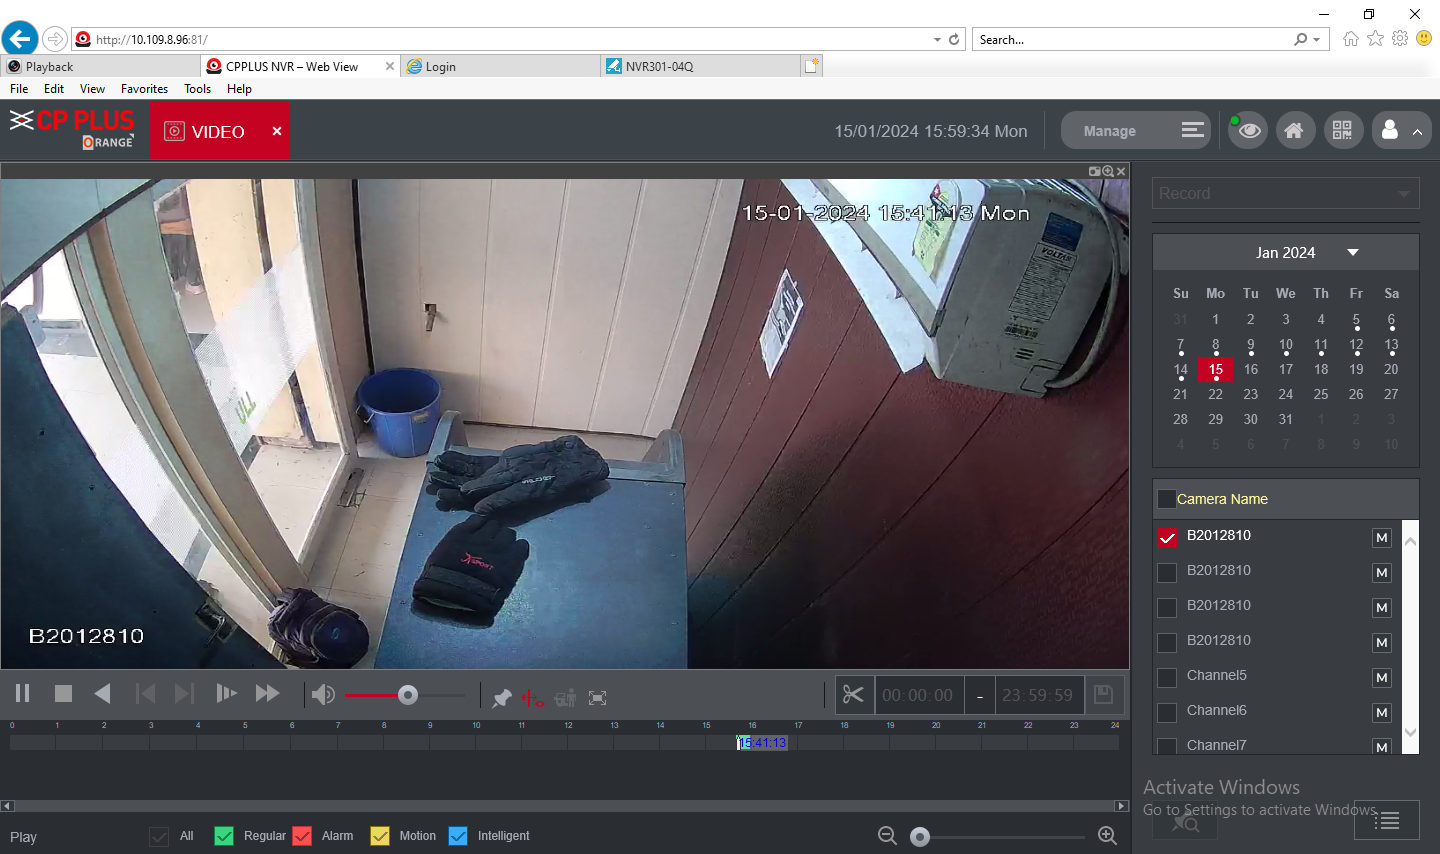 http://10.109.8.96:81/
Search...
Playback
CPPLUS NVR – Web View
Login
NVR301-04Q
File Edit View Favorites Tools Help
CP PLUS
ORANGE
VIDEO
15/01/2024 15:59:34 Mon
Manage
15-01-2024 15:41:13 Mon
VOLTAS
SPORT
B2012810
Record
Jan 2024
Su Mo Tu We Th Fr Sa
31 1 2 3 4 5 6
7 8 9 10 11 12 13
14 15 16 17 18 19 20
21 22 23 24 25 26 27
28 29 30 31 1 2 3
4 5 6 7 8 9 10
Camera Name
B2012810 M
B2012810 M
B2012810 M
B2012810 M
Channel5 M
Channel6 M
Channel7 M
00:00:00 - 23:59:59
0 1 2 3 4 5 6 7 8 9 10 11 12 13 14 15 16 17 18 19 20 21 22 23 24
15:41:13
Play
All Regular Alarm Motion Intelligent
Activate Windows
Go to Settings to activate Windows.